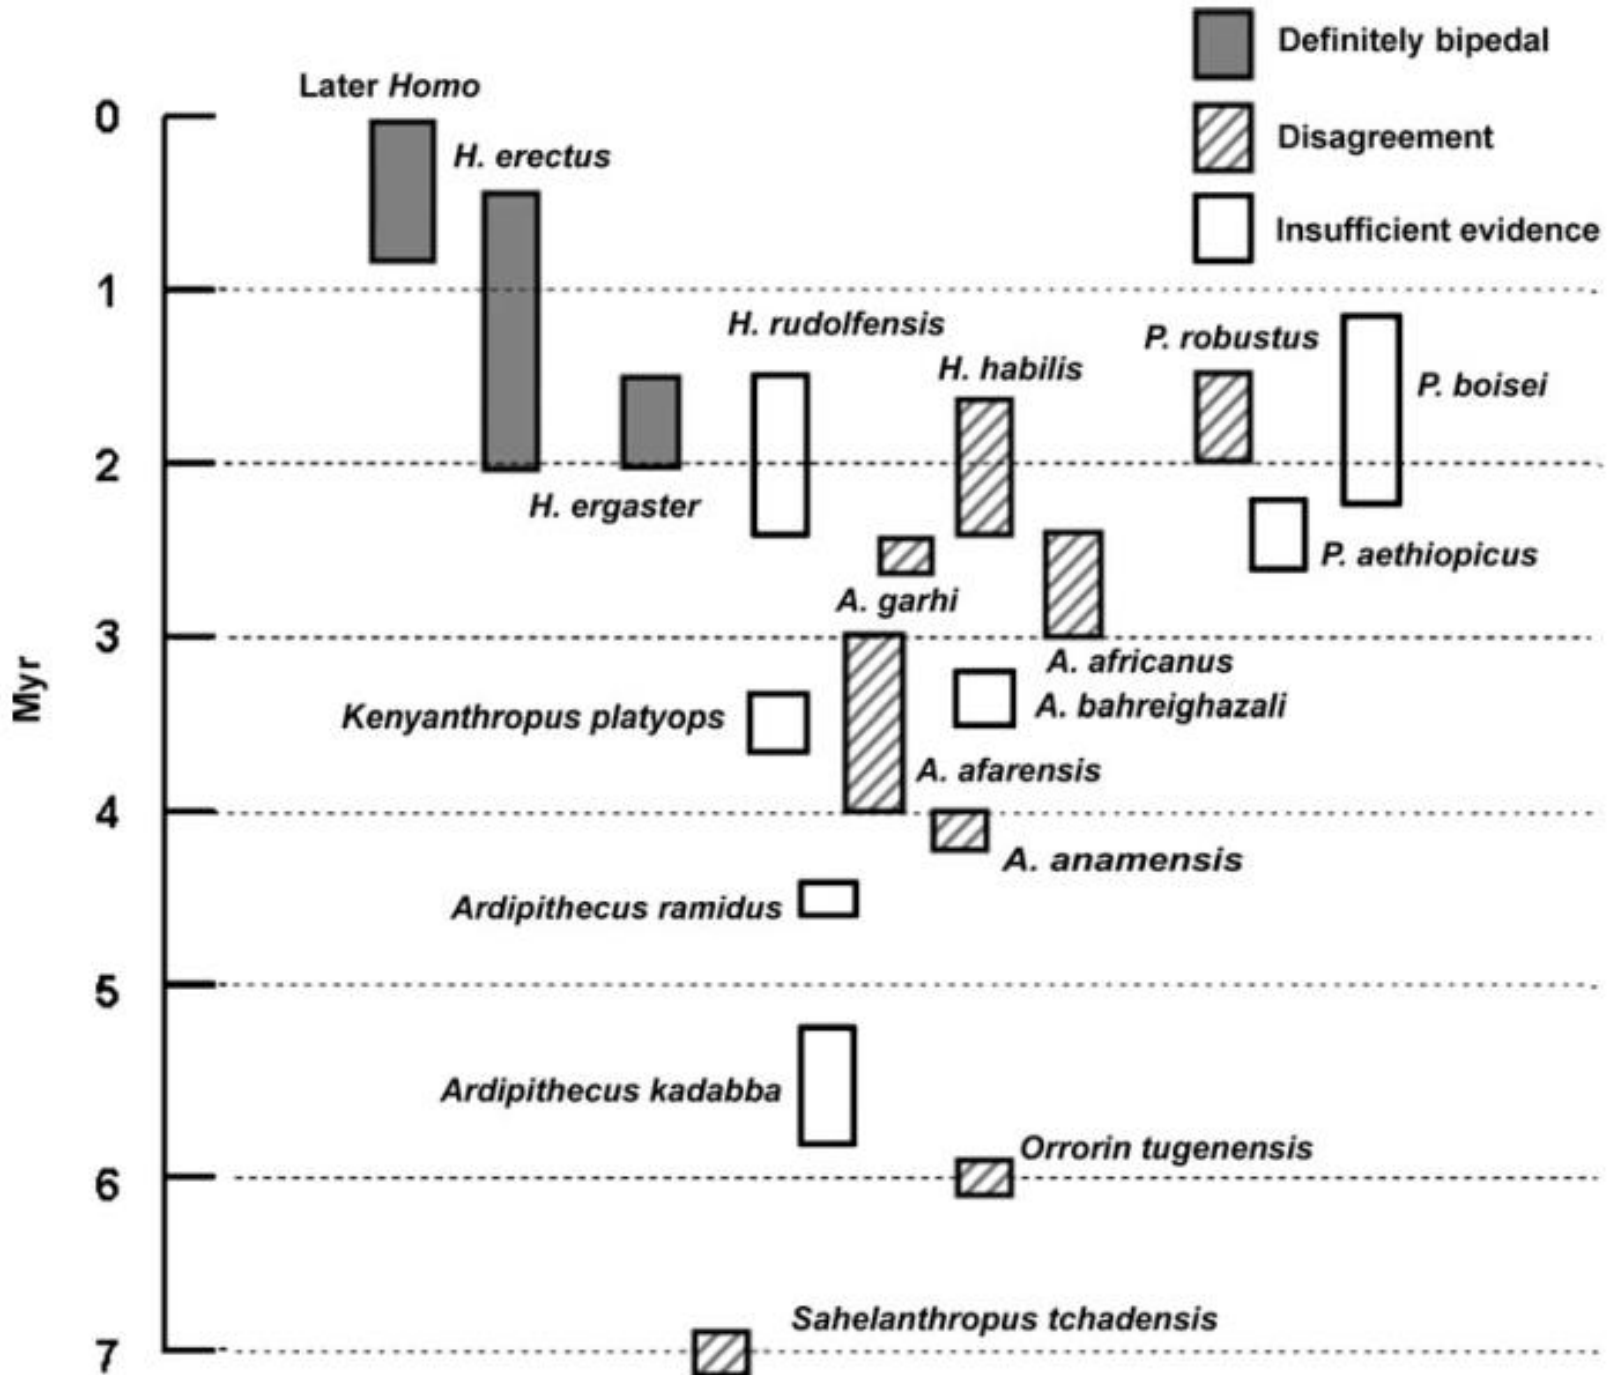 Definitely bipedal
Later Homo
0
Disagreement
H. erectus
Insufficient evidence
1
H. rudolfensis
P. robustus
H. habilis
P. boisei
2
H. ergaster
P. aethiopicus
A. garhi
3
A. africanus
Myr
Kenyanthropus platyops
A. bahreighazali
A. afarensis
4
A. anamensis
Ardipithecus ramidus
5
Ardipithecus kadabba
Orrorin tugenensis
6
Sahelanthropus tchadensis
7